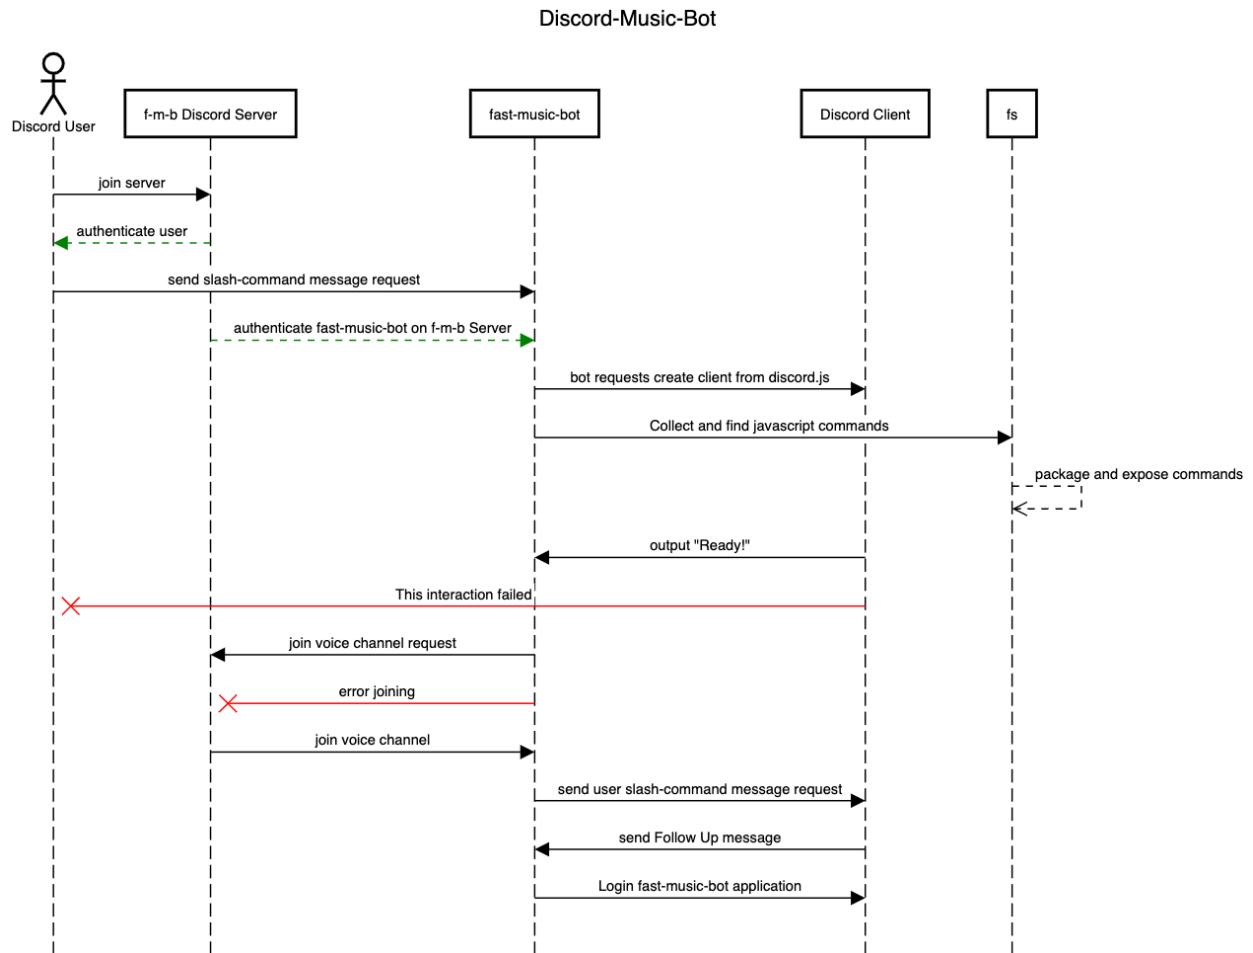 Discord-Music-Bot
Discord User
f-m-b Discord Server
fast-music-bot
Discord Client
fs
join server
authenticate user
send slash-command message request
authenticate fast-music-bot on f-m-b Server
bot requests create client from discord.js
Collect and find javascript commands
package and expose commands
output "Ready!"
This interaction failed
join voice channel request
error joining
join voice channel
send user slash-command message request
send Follow Up message
Login fast-music-bot application